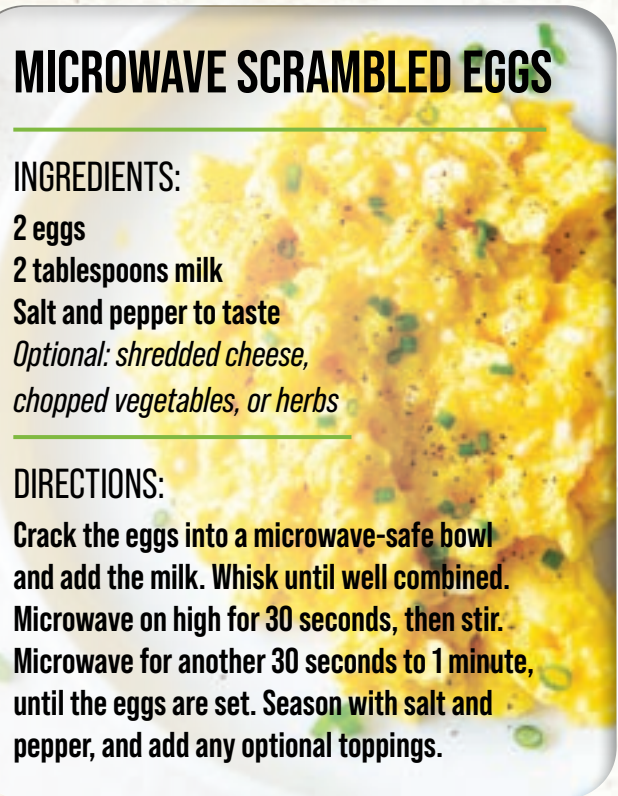 MICROWAVE SCRAMBLED EGGS
INGREDIENTS:
2 eggs
2 tablespoons milk
Salt and pepper to taste
Optional: shredded cheese,
chopped vegetables, or herbs
DIRECTIONS:
Crack the eggs into a microwave-safe bowl
and add the milk. Whisk until well combined.
Microwave on high for 30 seconds, then stir.
Microwave for another 30 seconds to 1 minute,
until the eggs are set. Season with salt and
pepper, and add any optional toppings.